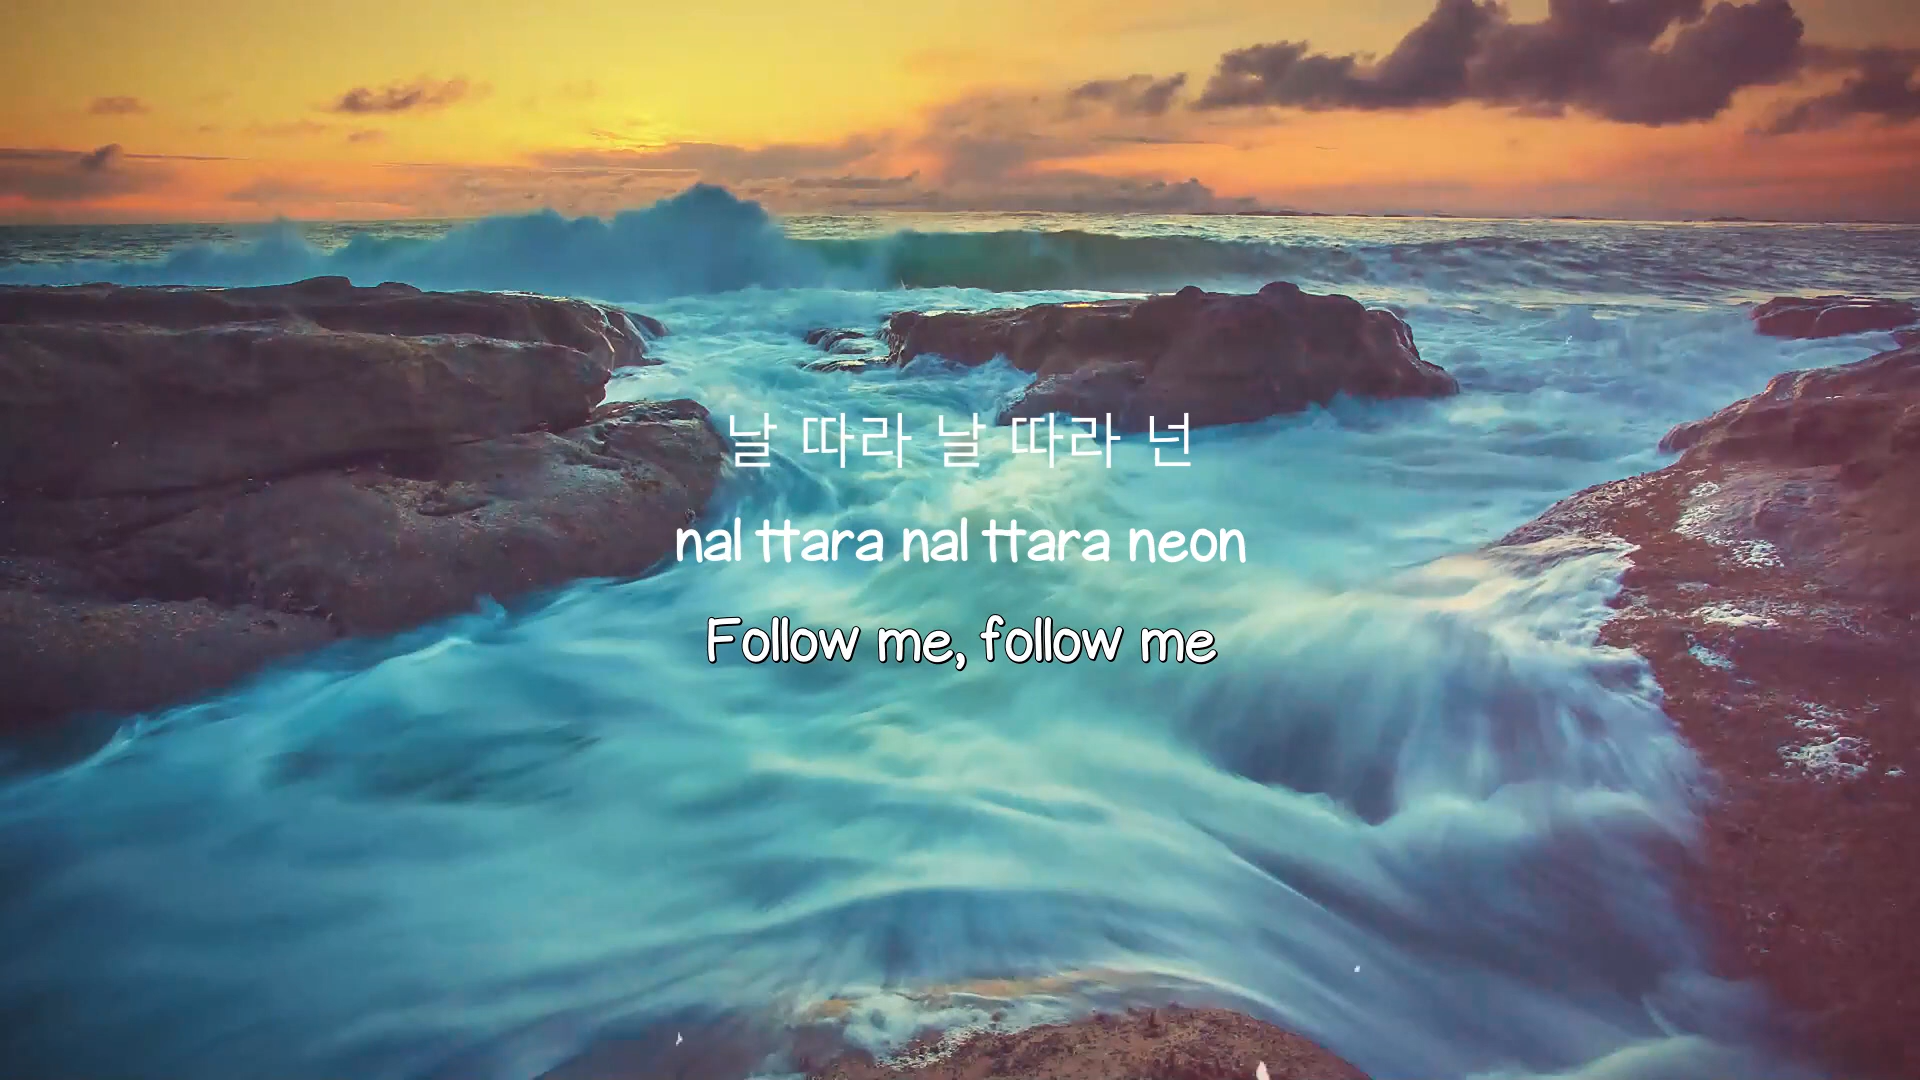 날 따라 날 따라 넌
nal ttara nal ttara neon
Follow me, follow me